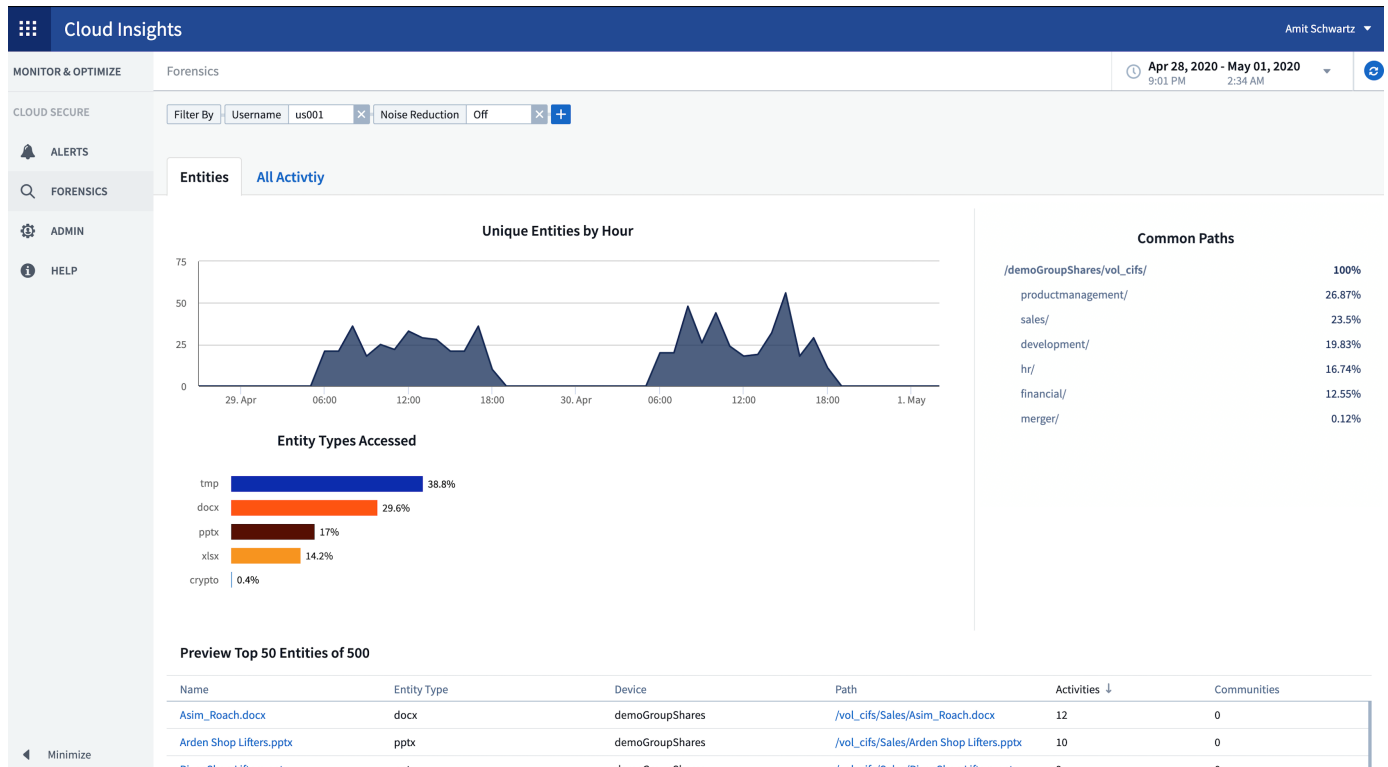 Cloud Insights
Amit Schwartz
MONITOR & OPTIMIZE
Forensics
Apr 28, 2020 - May 01, 2020
9:01 PM 2:34 AM
CLOUD SECURE
ALERTS
FORENSICS
ADMIN
HELP
Minimize
Filter By Username us001 Noise Reduction Off
Entities All Activtiy
Unique Entities by Hour
75
50
25
0
29. Apr 06:00 12:00 18:00 30. Apr 06:00 12:00 18:00 1. May
Common Paths
/demoGroupShares/vol_cifs/ 100%
productmanagement/ 26.87%
sales/ 23.5%
development/ 19.83%
hr/ 16.74%
financial/ 12.55%
merger/ 0.12%
Entity Types Accessed
tmp 38.8%
docx 29.6%
pptx 17%
xlsx 14.2%
crypto 0.4%
Preview Top 50 Entities of 500
Name Entity Type Device Path Activities Communities
Asim_Roach.docx docx demoGroupShares /vol_cifs/Sales/Asim_Roach.docx 12 0
Arden Shop Lifters.pptx pptx demoGroupShares /vol_cifs/Sales/Arden Shop Lifters.pptx 10 0